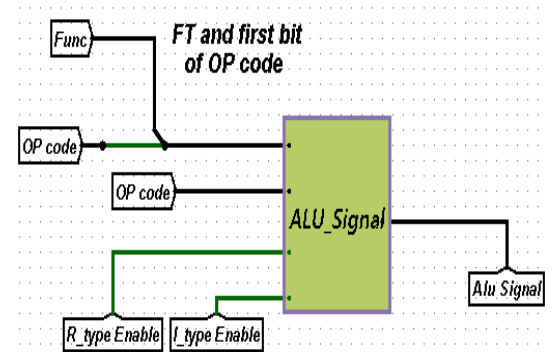 Func
FT and first bit
of OP code
OP code
OP code
ALU_Signal
Alu Signal
R_type Enable
I_type Enable